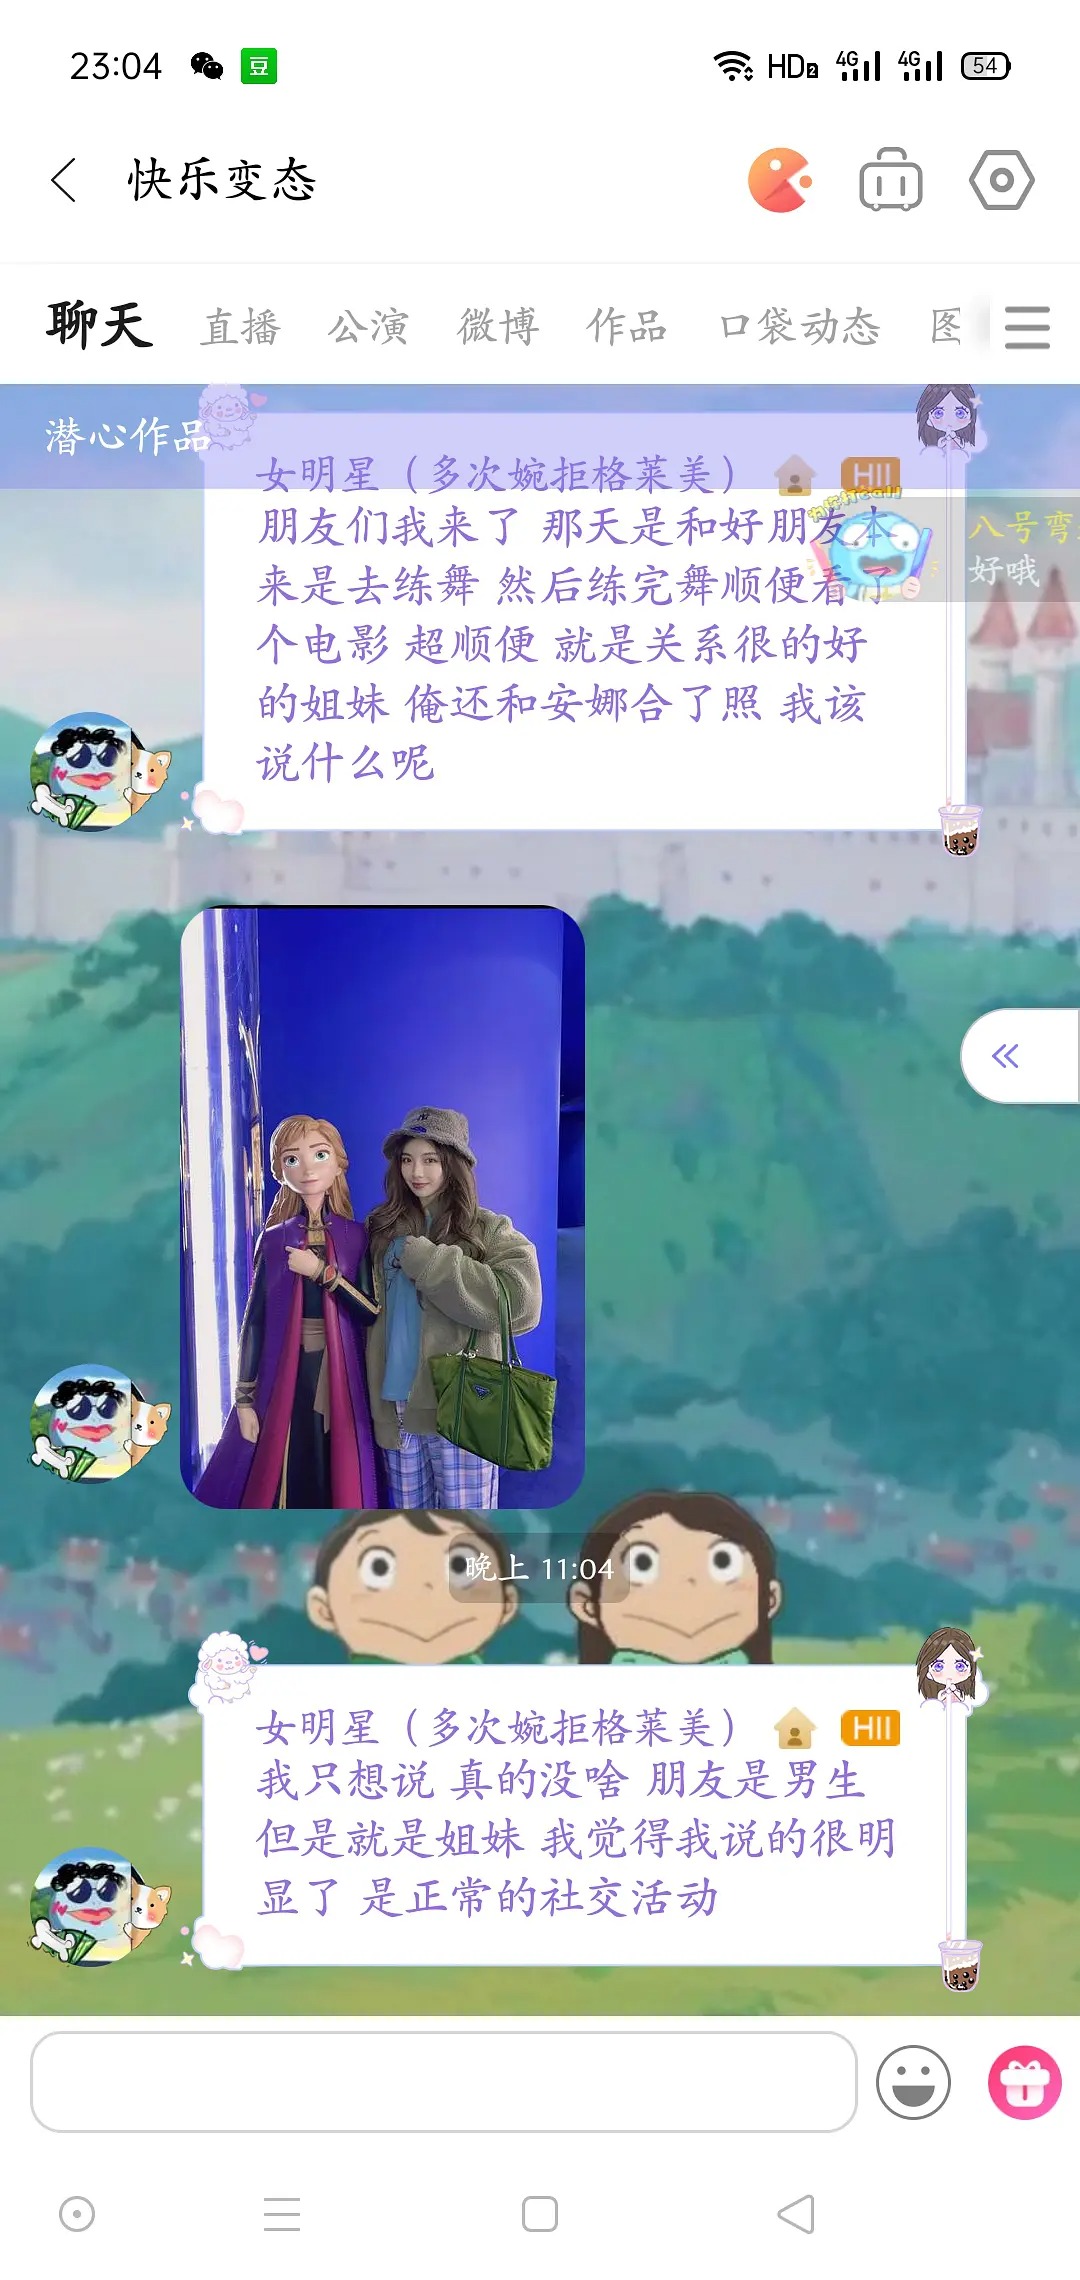 23:04
豆
HD2
4G
4G
54
快乐变态
聊天 直播 公演 微博 作品 口袋动态 图
潜心作品
女明星（多次婉拒格莱美） HII
为你打call
八号弯
好哦
朋友们我来了 那天是和好朋友本
来是去练舞 然后练完舞顺便看了
个电影 超顺便 就是关系很的好
的姐妹 俺还和安娜合了照 我该
说什么呢
晚上 11:04
女明星（多次婉拒格莱美） HII
我只想说 真的没啥 朋友是男生
但是就是姐妹 我觉得我说的很明
显了 是正常的社交活动